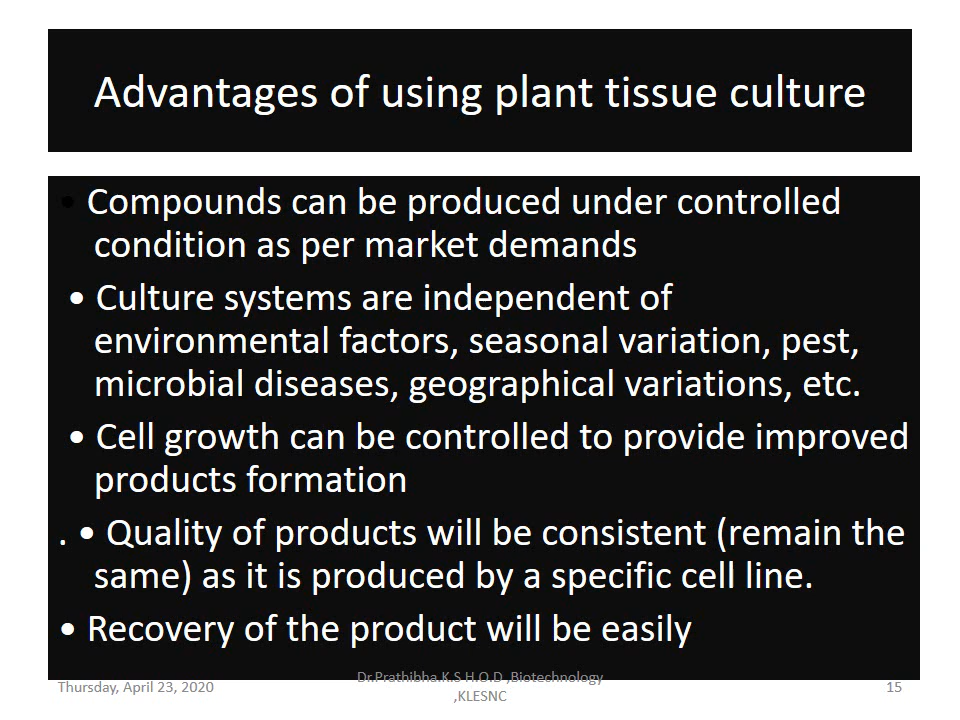 Advantages of using plant tissue culture
• Compounds can be produced under controlled
condition as per market demands
• Culture systems are independent of
environmental factors, seasonal variation, pest,
microbial diseases, geographical variations, etc.
• Cell growth can be controlled to provide improved
products formation
. • Quality of products will be consistent (remain the
same) as it is produced by a specific cell line.
• Recovery of the product will be easily
Thursday, April 23, 2020
Dr.Prathibha.K.S H.O.D ,Biotechnology
,KLESNC
15